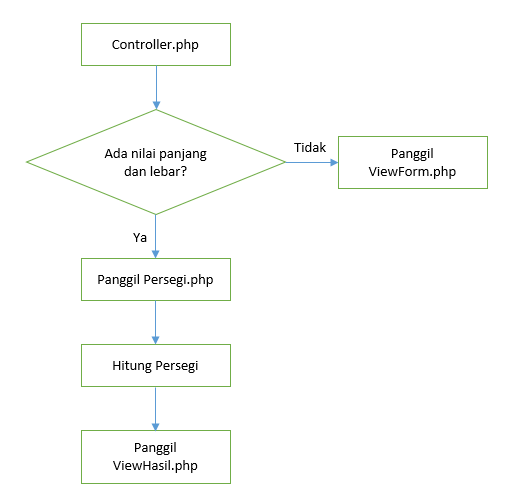 Controller.php
Ada nilai panjang
dan lebar?
Tidak
Panggil
ViewForm.php
Ya
Panggil Persegi.php
Hitung Persegi
Panggil
ViewHasil.php